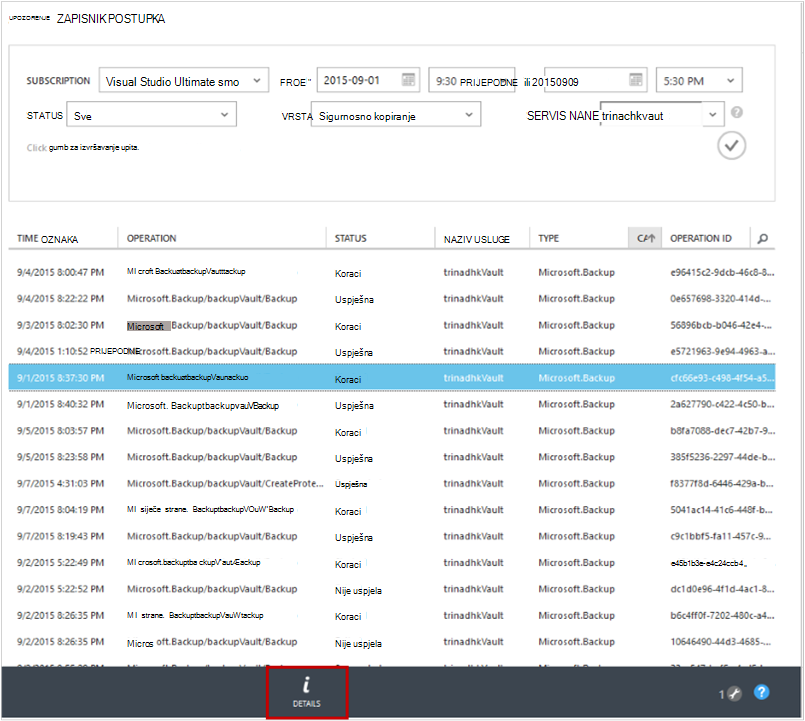 UPOZORENJE ZAPISNIK POSTUPKA
SUBSCRIPTION Visual Studio Ultimate smo FROE" 2015-09-01 9:30 PRIJEPODNE ili 20150909 5:30 PM
STATUS Sve VRSTA Sigurnosno kopiranje SERVIS NANE trinachkvaut
Click gumb za izvršavanje upita.
TIME OZNAKA OPERATION STATUS NAZIV USLUGE TYPE OPERATION ID
9/4/2015 8:00:47 PM MI croft BackuøtbackupVautttackup Koraci trinadhkVault Microsoft.Backup e96415c2-9dcb-46c8-8...
9/4/2015 8:22:22 PM Microsoft.Backup/backupVault/Backup Uspješna trinadhkVault Microsoft.Backup 0e657698-3320-414d-...
9/3/2015 8:02:30 PM Microsoft Backup/backupVault/Backup Koraci trinadhkVault Microsoft.Backup 56896bcb-b046-42e4-...
9/4/2015 1:10:52 PRIJEPODNE Microsoft.Backup/backupVault/Backup Uspješna trinadhkVault Microsoft.Backup e5721963-9e94-4963-a...
9/1/2015 8:37:30 PM Microsoft backuøtbackupVaunackuo Koraci trinadhkVault Microsoft.Backup cfc66e93-c498-4f54-a5...
9/1/2015 8:40:32 PM Microsoft. BackuptbackupvauVBackup Uspješna trinadhkVault Microsoft.Backup 2a627790-c422-4c50-b...
9/5/2015 8:03:57 PM Microsoft.Backup/backupVault/Backup Koraci trinadhkVault Microsoft.Backup b8fa7088-dec7-42b7-9...
9/5/2015 8:23:58 PM Microsoft.Backup/backupVault/Backup Uspješna trinadhkVault Microsoft.Backup 385f5236-2297-44de-b...
9/7/2015 4:31:03 PM Microsoft.Backup/backupVault/CreateProte... Uspješna trinadhkVault Microsoft.Backup f8377f8d-6446-429a-b...
9/7/2015 8:04:19 PM MI siječe strane. BackuptbackupVOuW'Backup Koraci trinadhkVault Microsoft.Backup 5041ac14-41c6-448f-b...
9/7/2015 8:19:43 PM Microsoft.Backup/backupVault/Backup Uspješna trinadhkVault Microsoft.Backup c9c1bbf5-fa11-457c-9...
9/2/2015 5:22:49 PM MI crosoft.backuptba ckupV'aut/Eackup Koraci trinadhkVault Microsoft.Backup e45b1b3e-e4c24ccb4_
9/2/2015 5:22:52 PM Microsoft.Backup/backupVault/Backup Nije uspjela trinadhkVault Microsoft.Backup dc1d0e96-4f1d-4ac1-8...
9/2/2015 8:26:35 PM MI strane. BackuptbackupVauWtackup Koraci trinadhkVault Microsoft.Backup b6c4ff0f-7202-480c-a4...
9/2/2015 8:26:35 PM Micros oft.Backup/backupVault/Backup Nije uspjela trinadhkVault Microsoft.Backup 10646490-44d3-4685-...
i
DETAILS
1
?